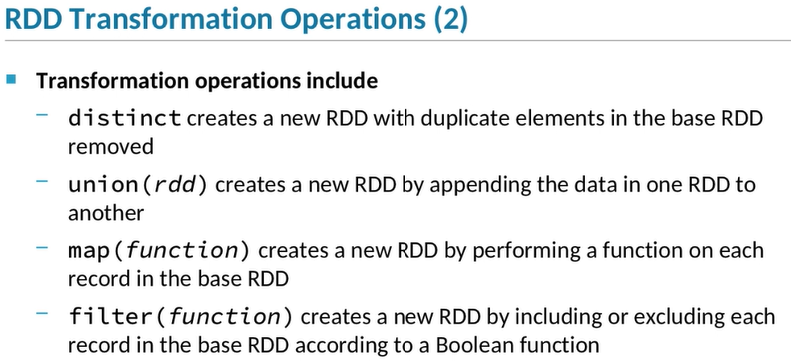 RDD Transformation Operations (2)
Transformation operations include
– distinct creates a new RDD with duplicate elements in the base RDD
removed
– union(rdd) creates a new RDD by appending the data in one RDD to
another
– map(function) creates a new RDD by performing a function on each
record in the base RDD
– filter(function) creates a new RDD by including or excluding each
record in the base RDD according to a Boolean function